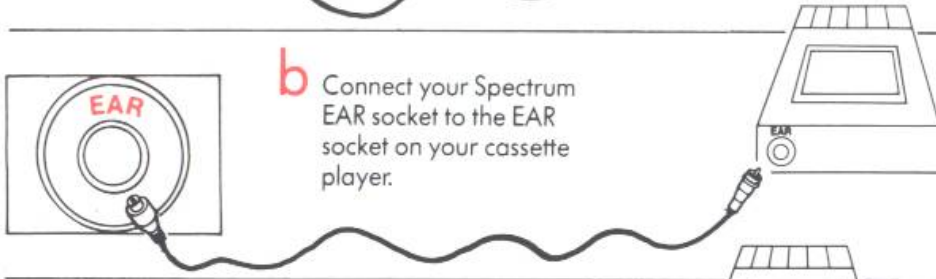 b
Connect your Spectrum
EAR socket to the EAR
socket on your cassette
player.
EAR
EAR